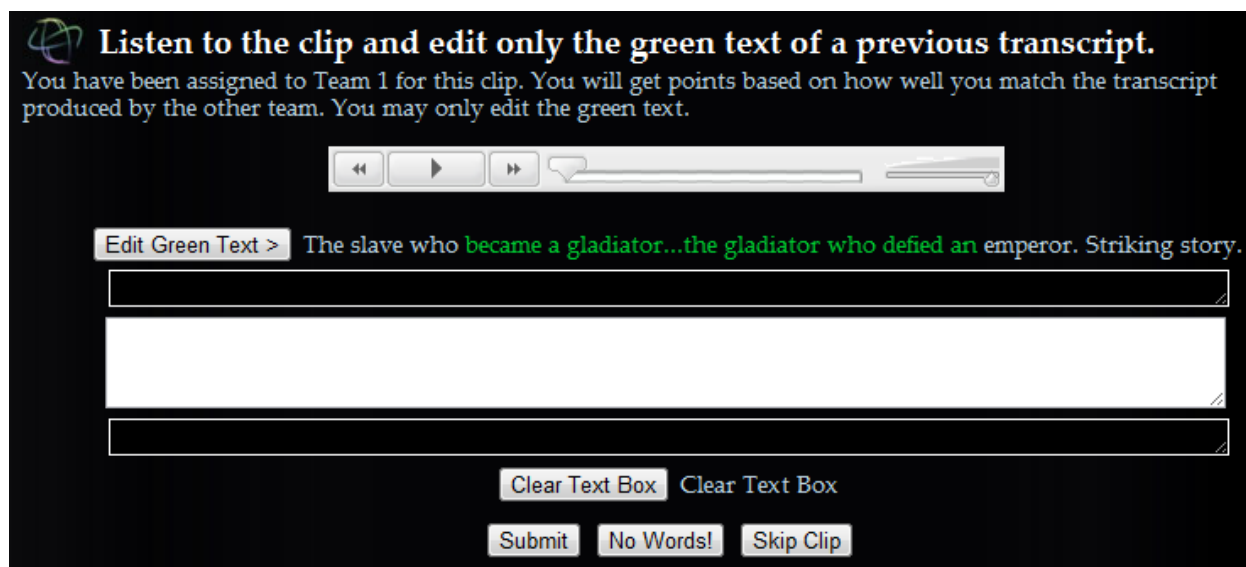 Listen to the clip and edit only the green text of a previous transcript.
You have been assigned to Team 1 for this clip. You will get points based on how well you match the transcript
produced by the other team. You may only edit the green text.
Edit Green Text > The slave who became a gladiator...the gladiator who defied an emperor. Striking story.
Clear Text Box Clear Text Box
Submit No Words! Skip Clip